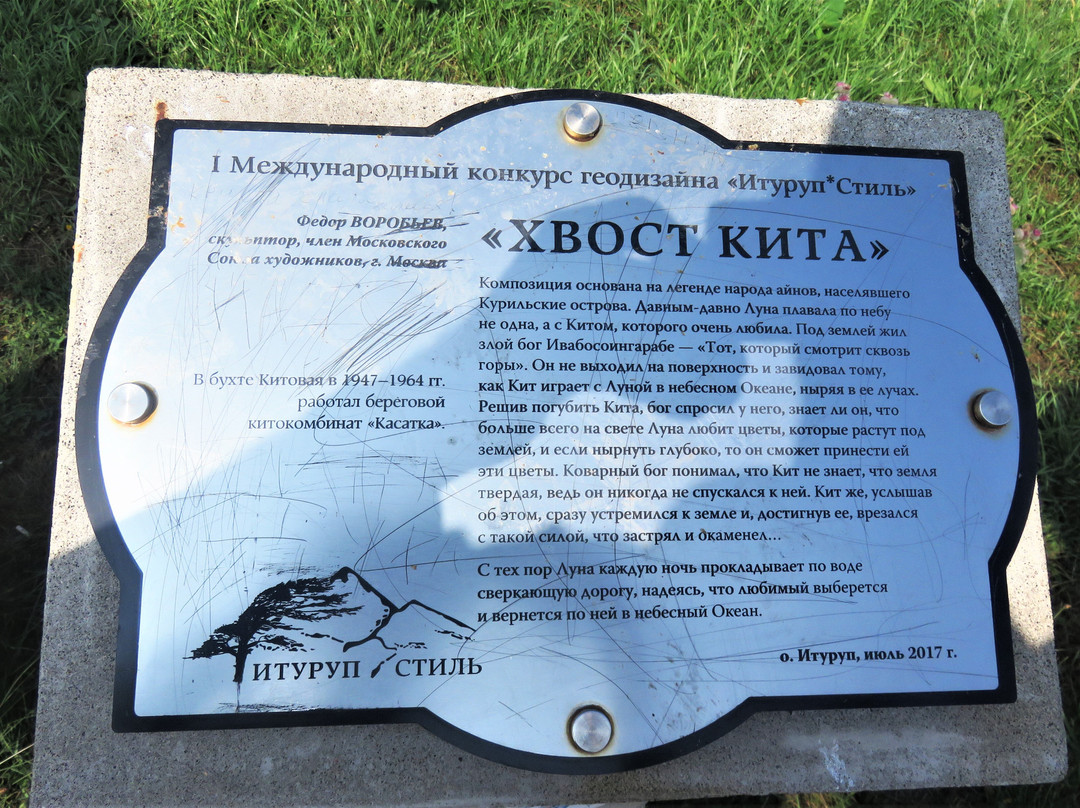 I Международный конкурс геодизайна «Итуруп*Стиль»
Федор ВОРОБЬЕВ,
скульптор, член Московского
Союза художников, г. Москва
«ХВОСТ КИТА»
Композиция основана на легенде народа айнов, населявшего
Курильские острова. Давным-давно Луна плавала по небу
не одна, а с Китом, которого очень любила. Под землей жил
злой бог Ивабосоингарабе — «Тот, который смотрит сквозь
горы». Он не выходил на поверхность и завидовал тому,
как Кит играет с Луной в небесном Океане, ныряя в ее лучах.
Решив погубить Кита, бог спросил у него, знает ли он, что
больше всего на свете Луна любит цветы, которые растут под
землей, и если нырнуть глубоко, то он сможет принести ей
эти цветы. Коварный бог понимал, что Кит не знает, что земля
твердая, ведь он никогда не спускался к ней. Кит же, услышав
об этом, сразу устремился к земле и, достигнув ее, врезался
с такой силой, что застрял и окаменел...
С тех пор Луна каждую ночь прокладывает по воде
сверкающую дорогу, надеясь, что любимый выберется
и вернется по ней в небесный Океан.
В бухте Китовая в 1947–1964 гг.
работал береговой
китокомбинат «Касатка».
ИТУРУП СТИЛЬ
о. Итуруп, июль 2017 г.